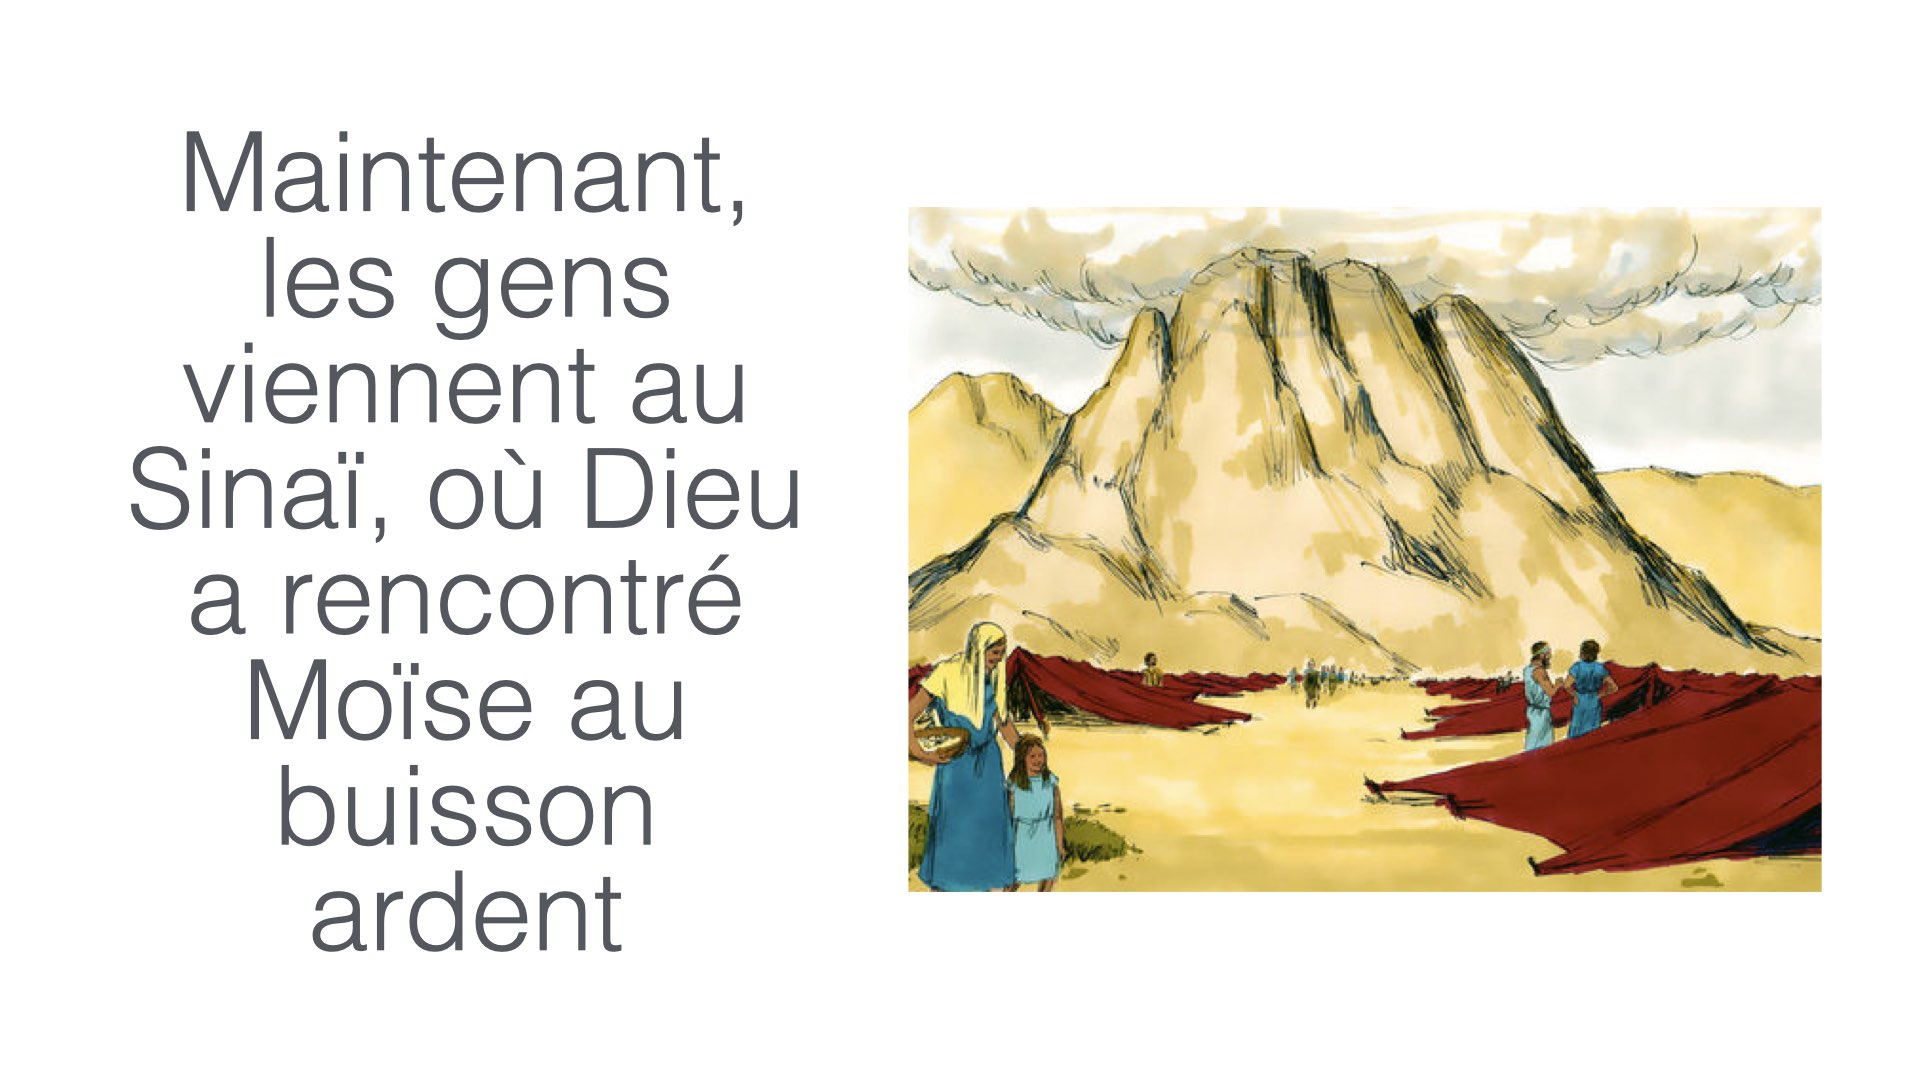 Maintenant,
les gens
viennent au
Sinaï, où Dieu
a rencontré
Moïse au
buisson
ardent